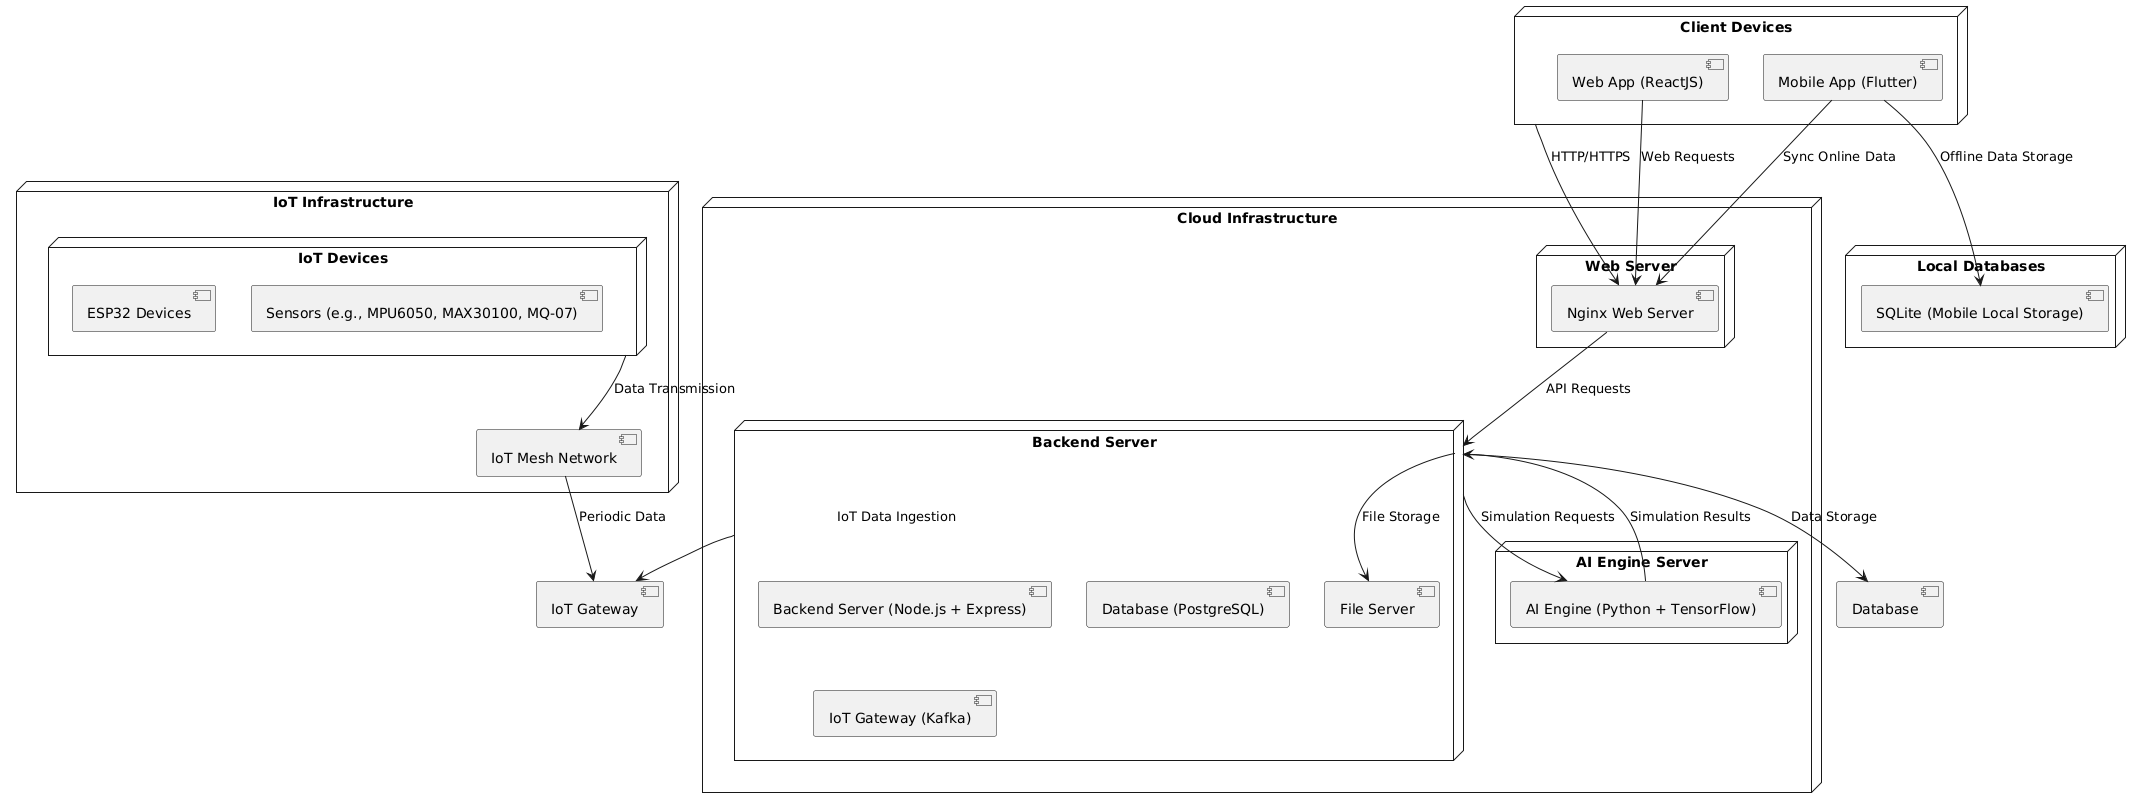 Client Devices
Web App (ReactJS)
Mobile App (Flutter)
HTTP/HTTPS
Web Requests
Sync Online Data
Offline Data Storage
IoT Infrastructure
Cloud Infrastructure
IoT Devices
Web Server
Local Databases
ESP32 Devices
Sensors (e.g., MPU6050, MAX30100, MQ-07)
Nginx Web Server
SQLite (Mobile Local Storage)
Data Transmission
API Requests
Backend Server
IoT Mesh Network
Periodic Data
IoT Data Ingestion
File Storage
Simulation Requests
Simulation Results
Data Storage
AI Engine Server
IoT Gateway
Backend Server (Node.js + Express)
Database (PostgreSQL)
File Server
AI Engine (Python + TensorFlow)
Database
IoT Gateway (Kafka)